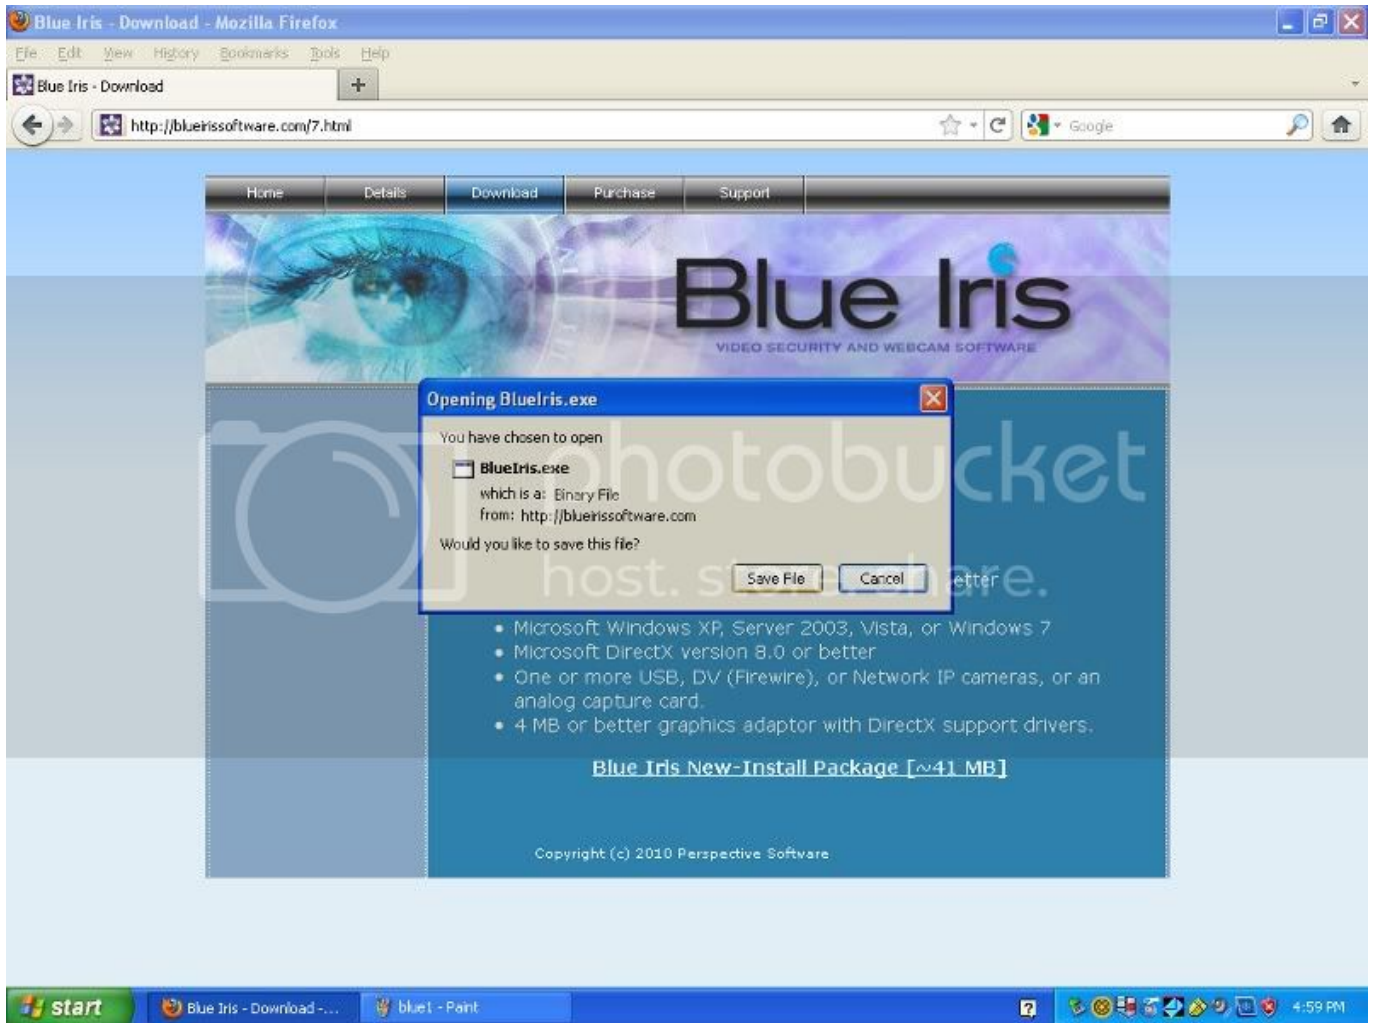 Blue Iris - Download - Mozilla Firefox
File Edit View History Bookmarks Tools Help
Blue Iris - Download
http://blueirissoftware.com/7.html
Google
Home Details Download Purchase Support
Blue Iris
VIDEO SECURITY AND WEBCAM SOFTWARE
Opening BlueIris.exe
You have chosen to open
BlueIris.exe
which is a: Binary File
from: http://blueirissoftware.com
Would you like to save this file?
Save File Cancel
etter
photobucket
host. store. share.
• Microsoft Windows XP, Server 2003, Vista, or Windows 7
• Microsoft DirectX version 8.0 or better
• One or more USB, DV (Firewire), or Network IP cameras, or an
analog capture card.
• 4 MB or better graphics adaptor with DirectX support drivers.
Blue Iris New-Install Package [~41 MB]
Copyright (c) 2010 Perspective Software
start
Blue Iris - Download -...
blue1 - Paint
4:59 PM